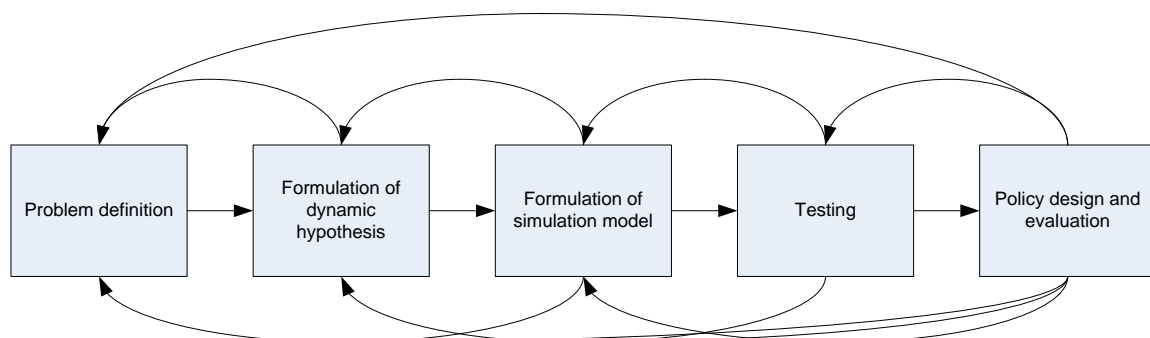 Problem definition
Formulation of
dynamic
hypothesis
Formulation of
simulation model
Testing
Policy design and
evaluation